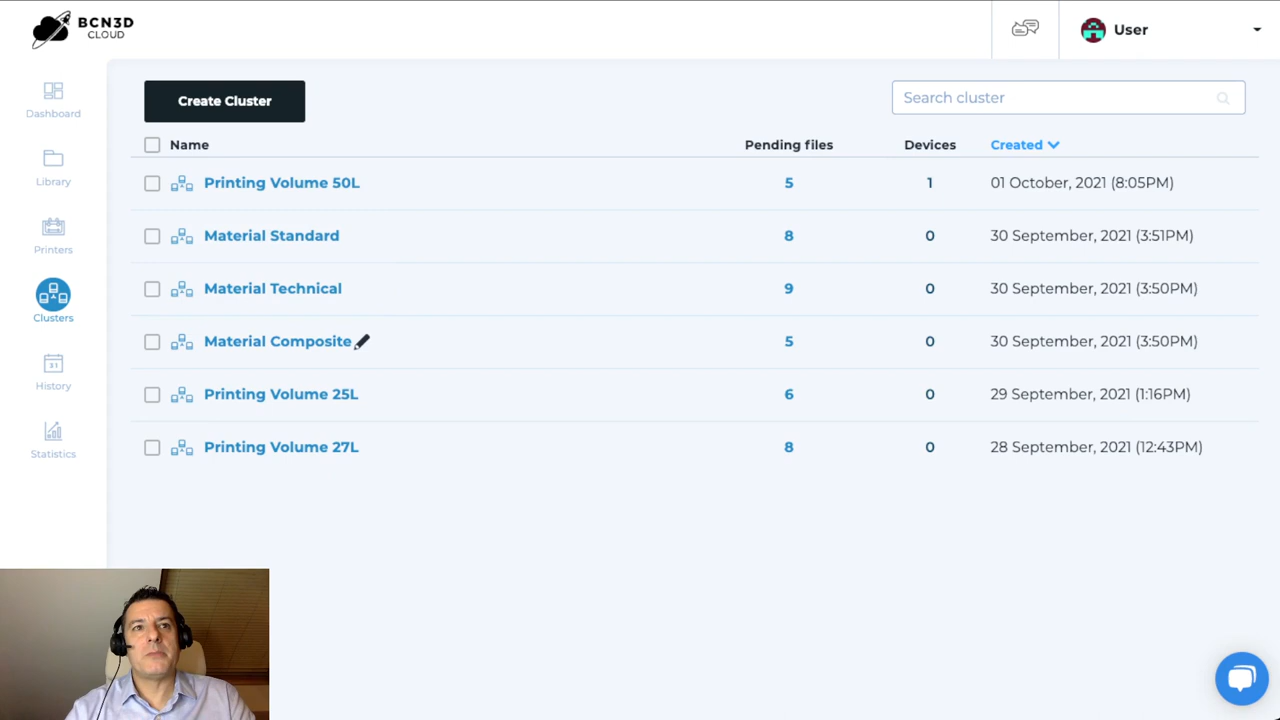 BCN3D
CLOUD
User
Dashboard
Library
Printers
Clusters
31
History
Statistics
Create Cluster
Search cluster
Name Pending files Devices Created
Printing Volume 50L 5 1 01 October, 2021 (8:05PM)
Material Standard 8 0 30 September, 2021 (3:51PM)
Material Technical 9 0 30 September, 2021 (3:50PM)
Material Composite 5 0 30 September, 2021 (3:50PM)
Printing Volume 25L 6 0 29 September, 2021 (1:16PM)
Printing Volume 27L 8 0 28 September, 2021 (12:43PM)